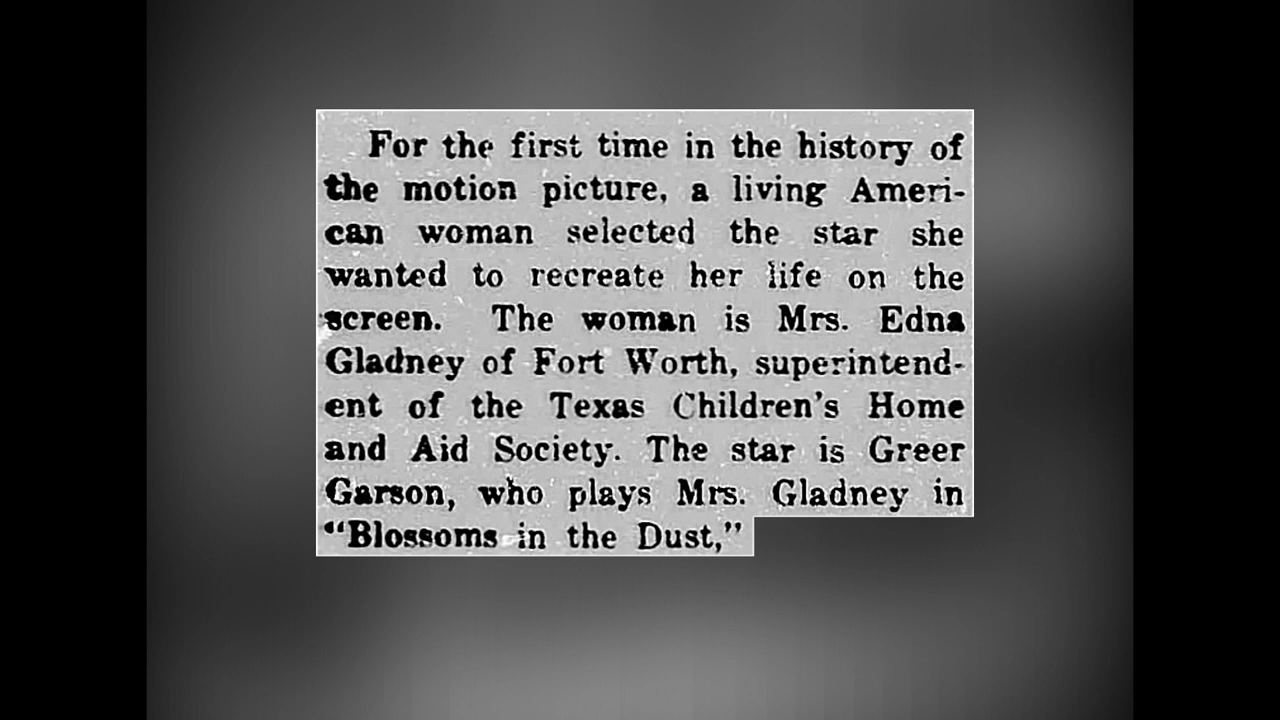 For the first time in the history of
the motion picture, a living Ameri-
can woman selected the star she
wanted to recreate her life on the
screen. The woman is Mrs. Edna
Gladney of Fort Worth, superintend-
ent of the Texas Children's Home
and Aid Society. The star is Greer
Garson, who plays Mrs. Gladney in
"Blossoms in the Dust,"